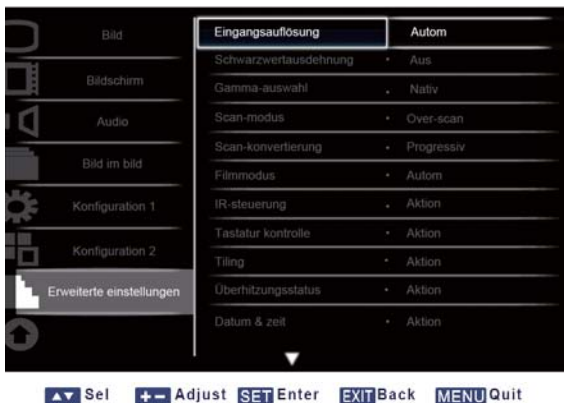 Bild
Bildschirm
Audio
Bild im bild
Konfiguration 1
Konfiguration 2
Erweiterte einstellungen
Eingangsauflösung Autom
Schwarzwertausdehnung • Aus
Gamma-auswahl • Nativ
Scan-modus • Over-scan
Scan-konvertierung • Progressiv
Filmmodus • Autom
IR-steuerung • Aktion
Tastatur kontrolle • Aktion
Tiling • Aktion
Überhitzungsstatus • Aktion
Datum & zeit • Aktion
▲▼ Sel + − Adjust SET Enter EXIT Back MENU Quit